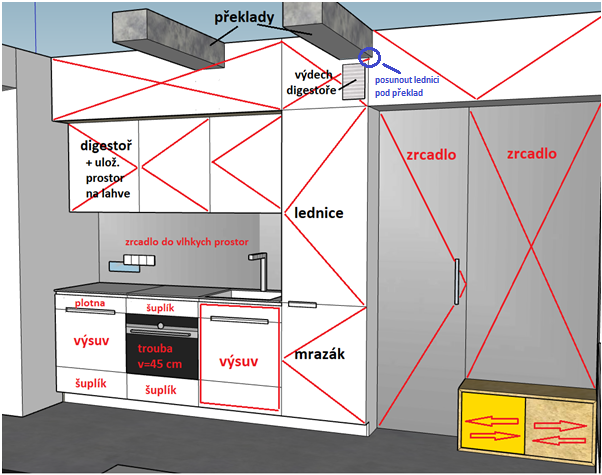 překlady
výdech
digestoře
posunout lednici
pod překlad
digestoř
+ ulož.
prostor
na lahve
zrcadlo
zrcadlo
lednice
zrcadlo do vlhkych prostor
plotna
šuplík
výsuv
trouba
v=45 cm
výsuv
mrazák
šuplík
šuplík